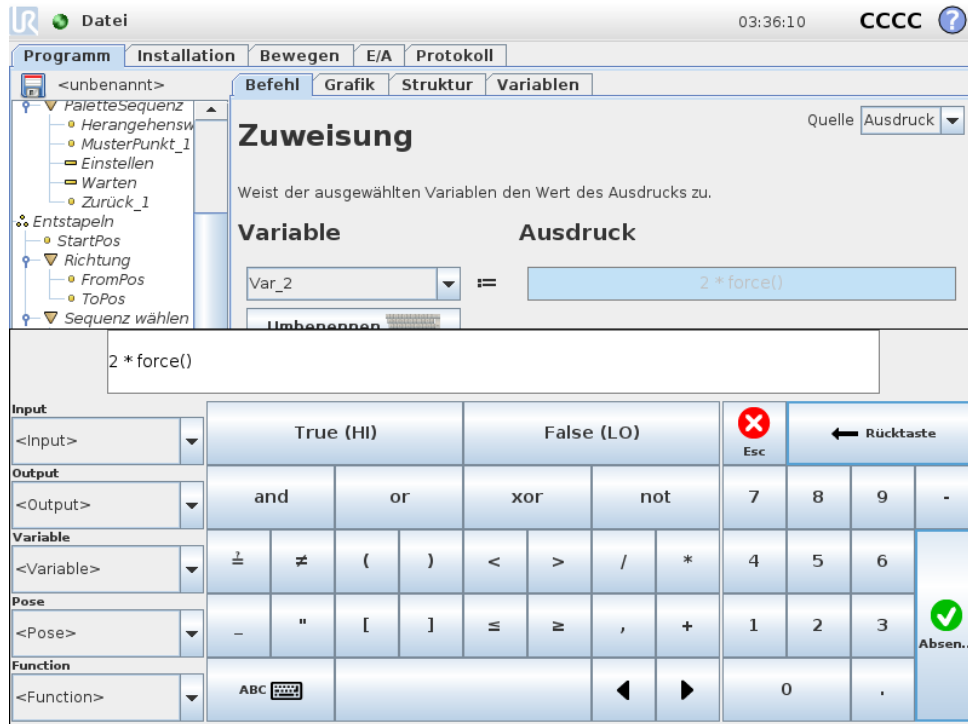 UR Datei 03:36:10 CCCC ?
Programm Installation Bewegen E/A Protokoll
<unbenannt>
Befehl Grafik Struktur Variablen
PaletteSequenz
Herangehensw
MusterPunkt_1
Einstellen
Warten
Zurück_1
Entstapeln
StartPos
Richtung
FromPos
ToPos
Sequenz wählen
Quelle Ausdruck
Zuweisung
Weist der ausgewählten Variablen den Wert des Ausdrucks zu.
Variable Ausdruck
Var_2 := 2 * force()
Umbenennen
2 * force()
Input
<Input>
Output
<Output>
Variable
<Variable>
Pose
<Pose>
Function
<Function>
True (HI) False (LO) Esc Rücktaste
and or xor not 7 8 9 -
≟ ≠ ( ) < > / * 4 5 6
_ " [ ] ≤ ≥ , + 1 2 3 Absen..
ABC 0 .